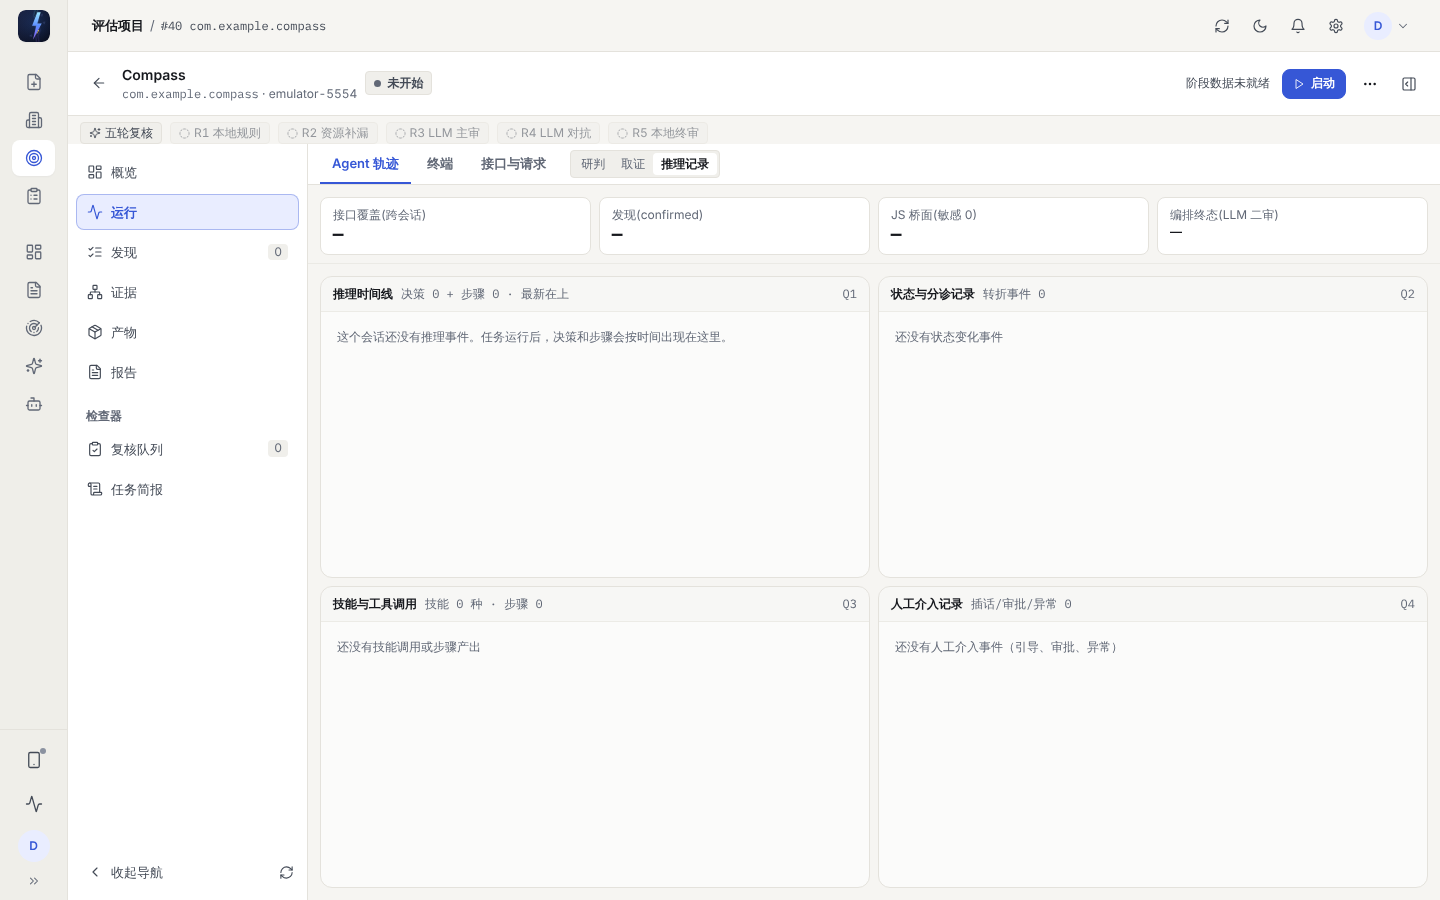 评估项目 / #40 com.example.compass
D
Compass
com.example.compass · emulator-5554
未开始
阶段数据未就绪
启动
五轮复核
R1 本地规则
R2 资源补漏
R3 LLM 主审
R4 LLM 对抗
R5 本地终审
概览
运行
发现 0
证据
产物
报告
检查器
复核队列 0
任务简报
收起导航
D
Agent 轨迹
终端
接口与请求
研判
取证
推理记录
接口覆盖(跨会话)
—
发现(confirmed)
—
JS 桥面(敏感 0)
—
编排终态(LLM 二审)
—
推理时间线 决策 0 + 步骤 0 · 最新在上 Q1
这个会话还没有推理事件。任务运行后，决策和步骤会按时间出现在这里。
状态与分诊记录 转折事件 0 Q2
还没有状态变化事件
技能与工具调用 技能 0 种 · 步骤 0 Q3
还没有技能调用或步骤产出
人工介入记录 插话/审批/异常 0 Q4
还没有人工介入事件（引导、审批、异常）